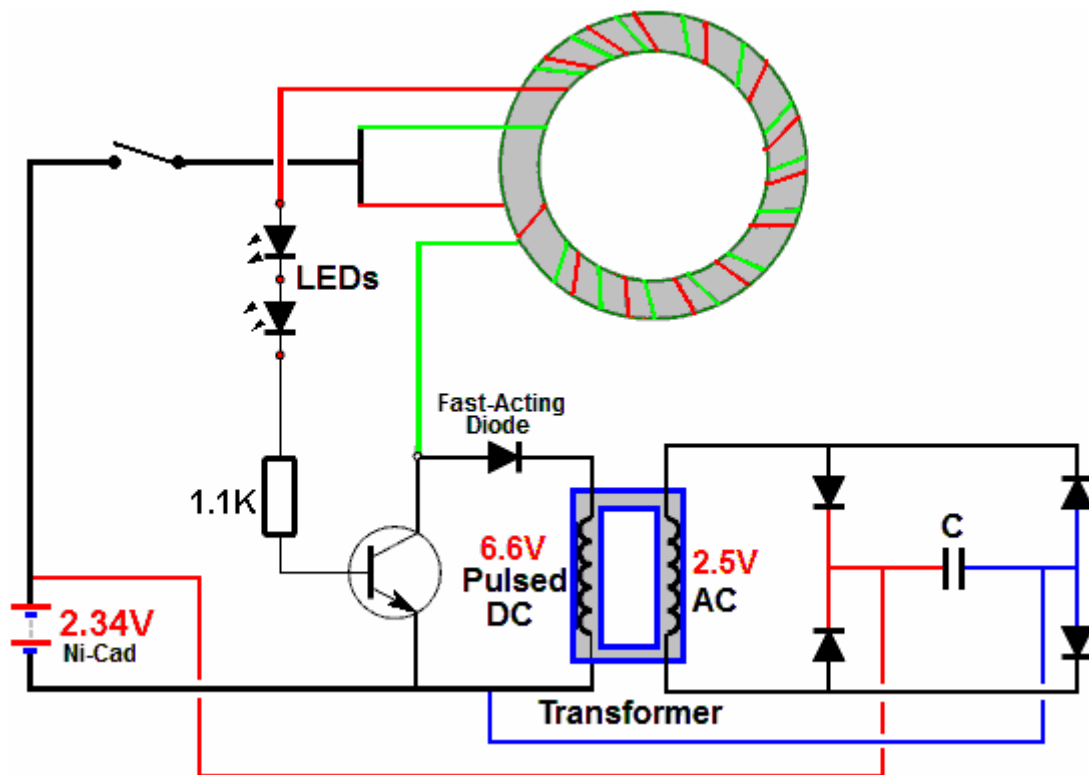 LEDs
Fast-Acting
Diode
1.1K
6.6V
Pulsed
DC
2.5V
AC
C
2.34V
Ni-Cad
Transformer